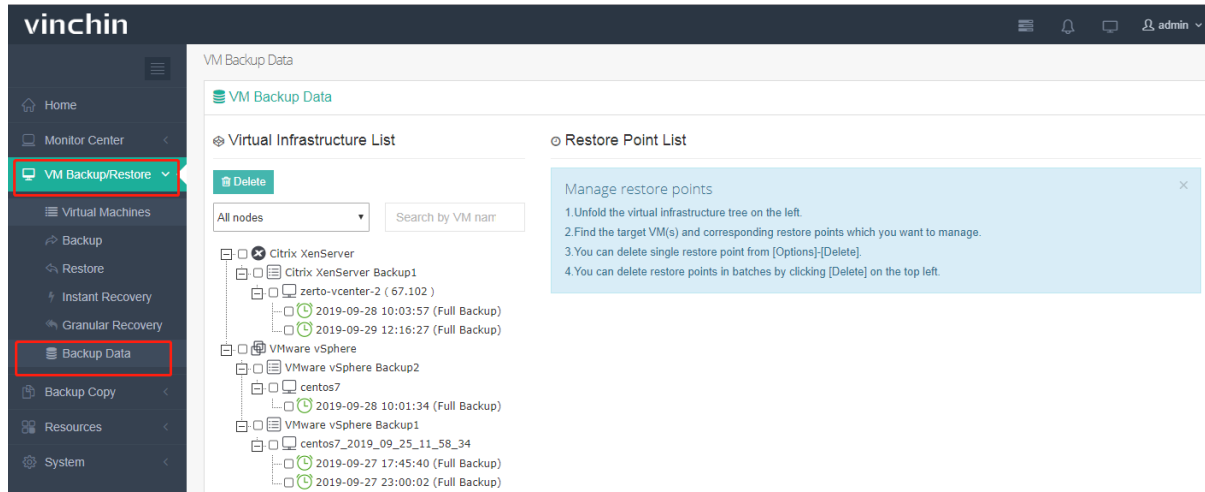 vinchin
admin
VM Backup Data
Home
Monitor Center
VM Backup/Restore
Virtual Machines
Backup
Restore
Instant Recovery
Granular Recovery
Backup Data
Backup Copy
Resources
System
VM Backup Data
Virtual Infrastructure List
Delete
All nodes
Search by VM nam
Citrix XenServer
Citrix XenServer Backup1
zerto-vcenter-2 ( 67.102 )
2019-09-28 10:03:57 (Full Backup)
2019-09-29 12:16:27 (Full Backup)
VMware vSphere
VMware vSphere Backup2
centos7
2019-09-28 10:01:34 (Full Backup)
VMware vSphere Backup1
centos7_2019_09_25_11_58_34
2019-09-27 17:45:40 (Full Backup)
2019-09-27 23:00:02 (Full Backup)
Restore Point List
Manage restore points
1.Unfold the virtual infrastructure tree on the left.
2.Find the target VM(s) and corresponding restore points which you want to manage.
3.You can delete single restore point from [Options]-[Delete].
4.You can delete restore points in batches by clicking [Delete] on the top left.